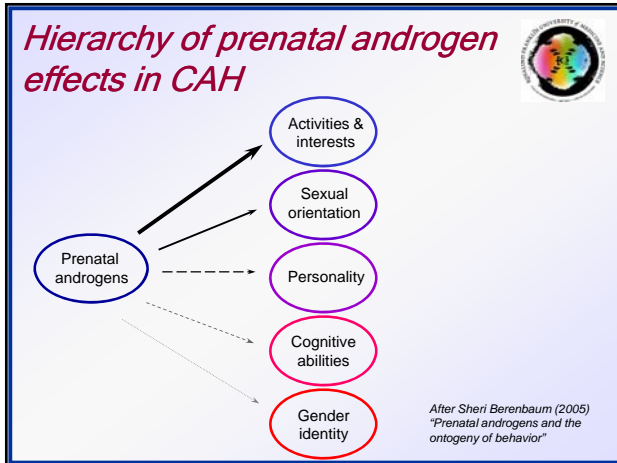 Hierarchy of prenatal androgen
effects in CAH
Activities &
interests
Sexual
orientation
Prenatal
androgens
Personality
Cognitive
abilities
Gender
identity
After Sheri Berenbaum (2005)
"Prenatal androgens and the
ontogeny of behavior"